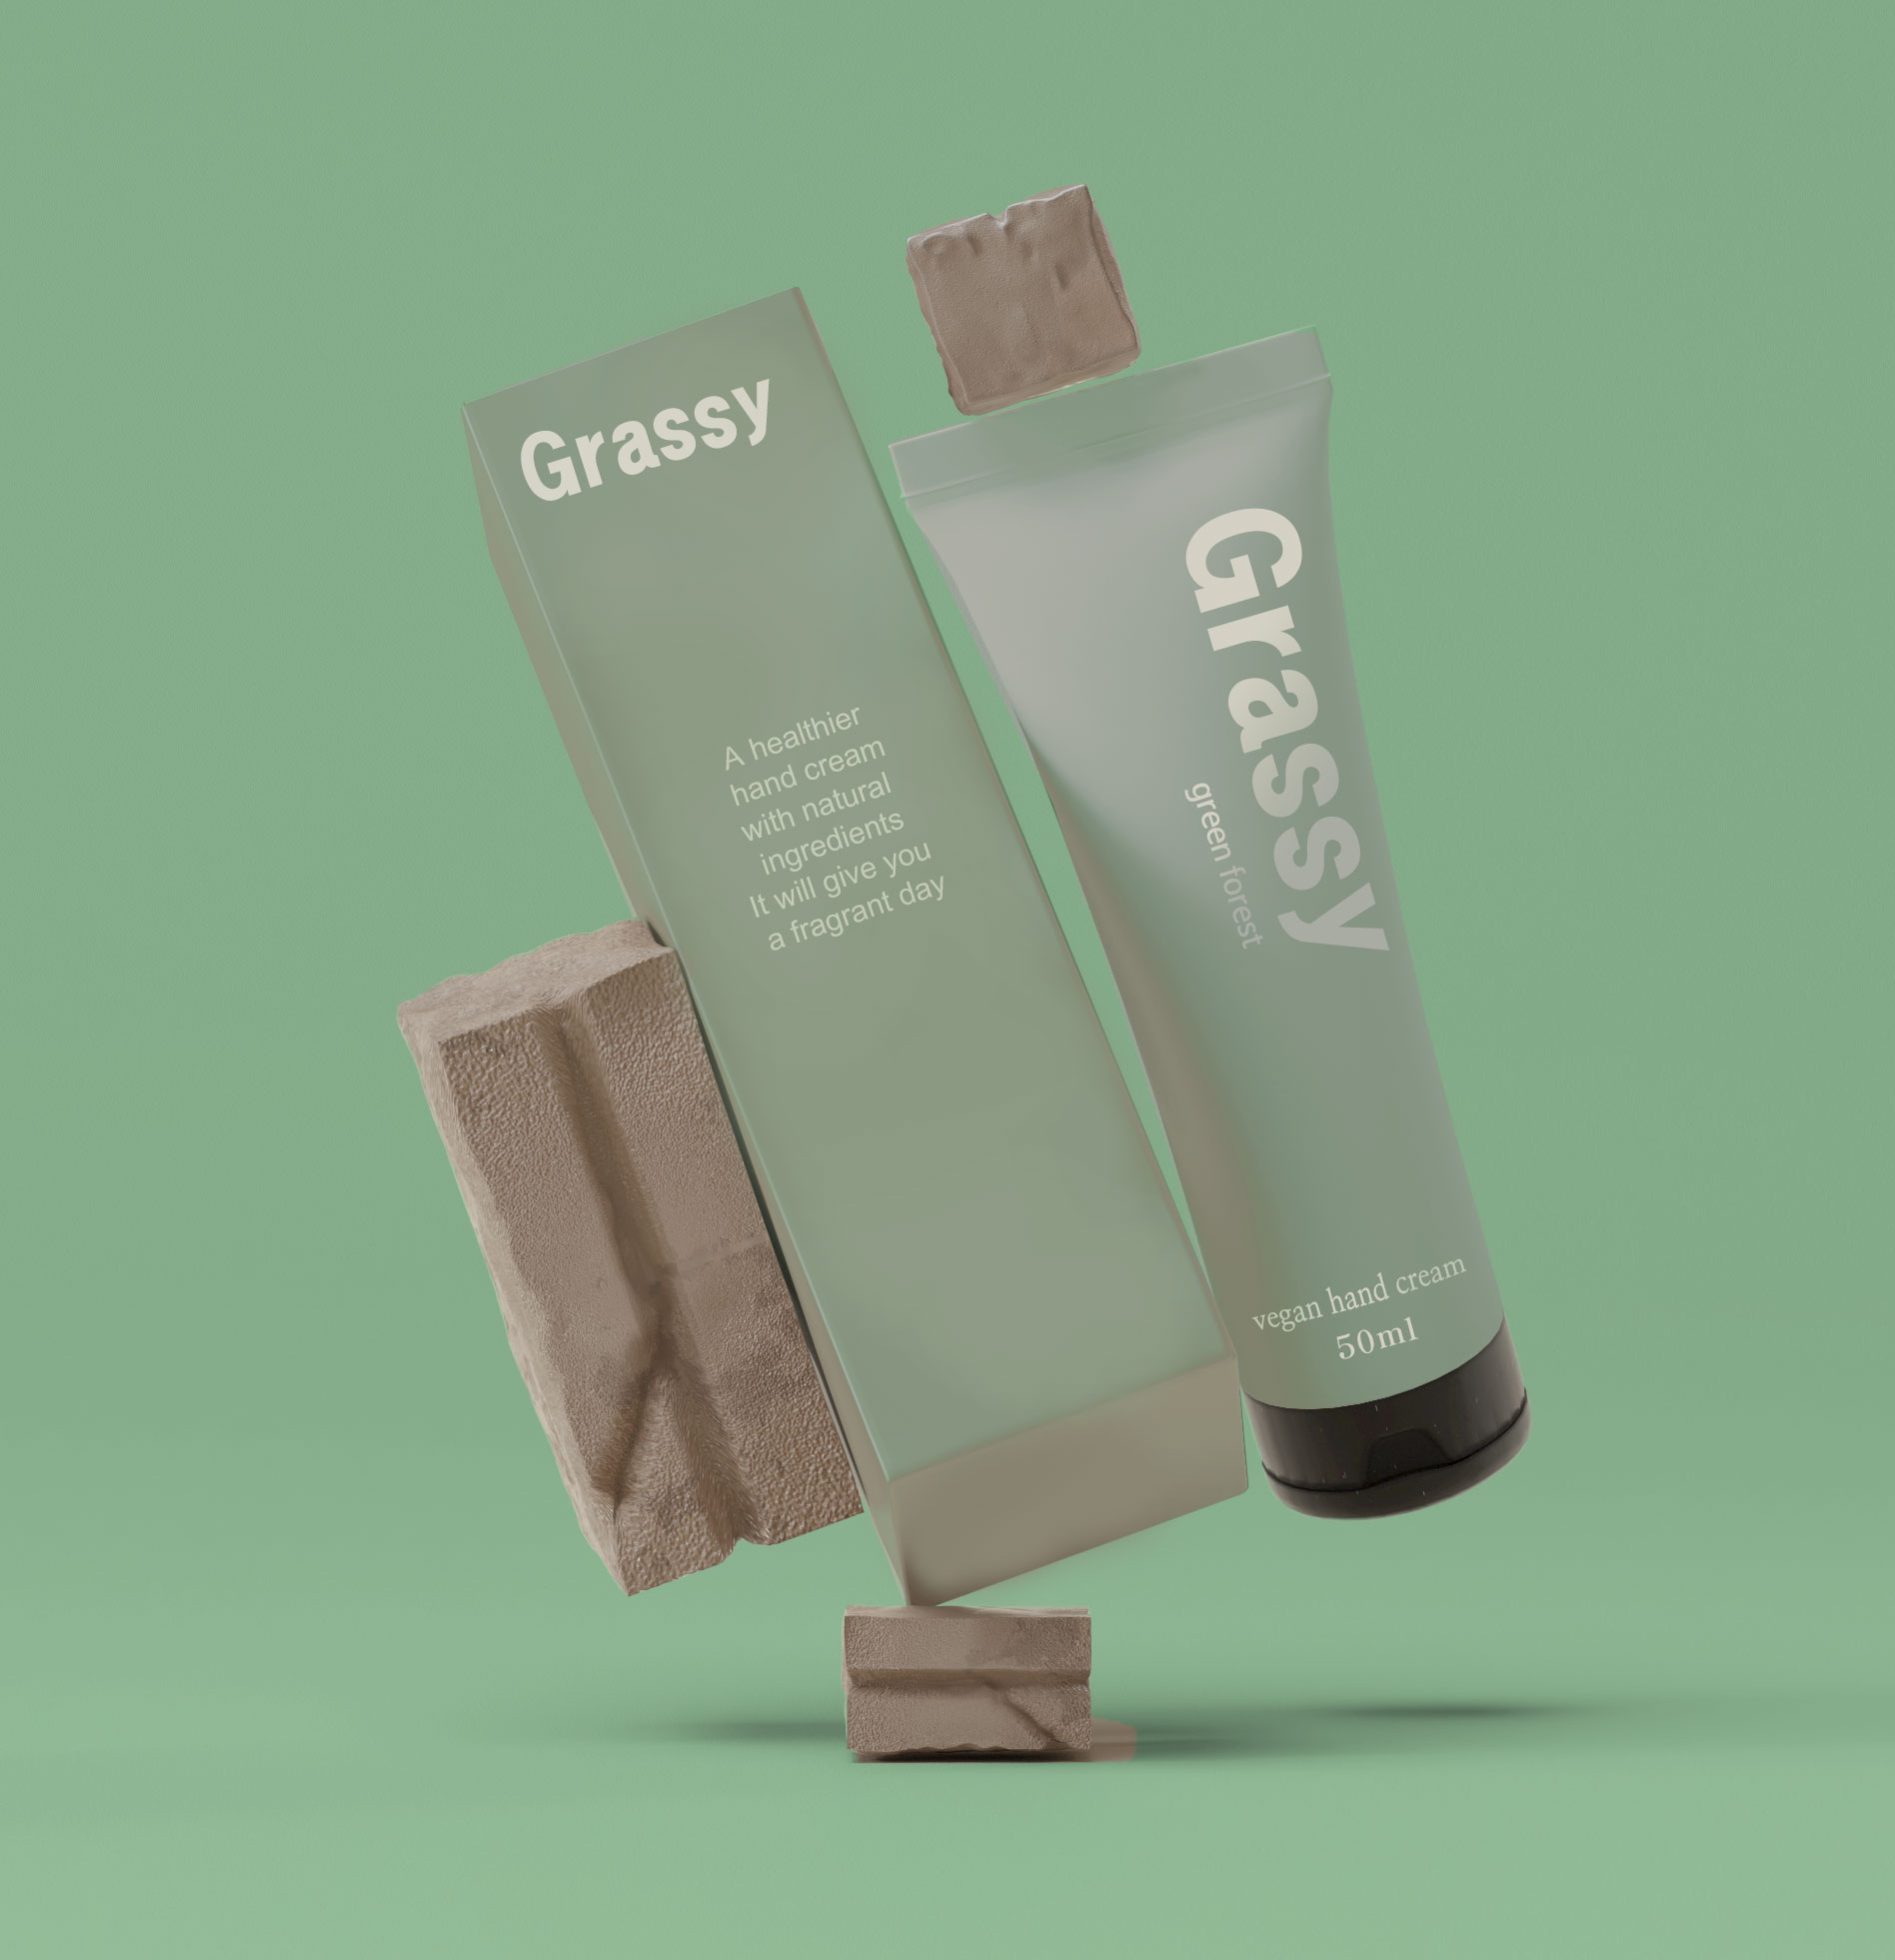 Grassy
A healthier
hand cream
with natural
ingredients
It will give you
a fragrant day
Grassy
green forest
vegan hand cream
50ml